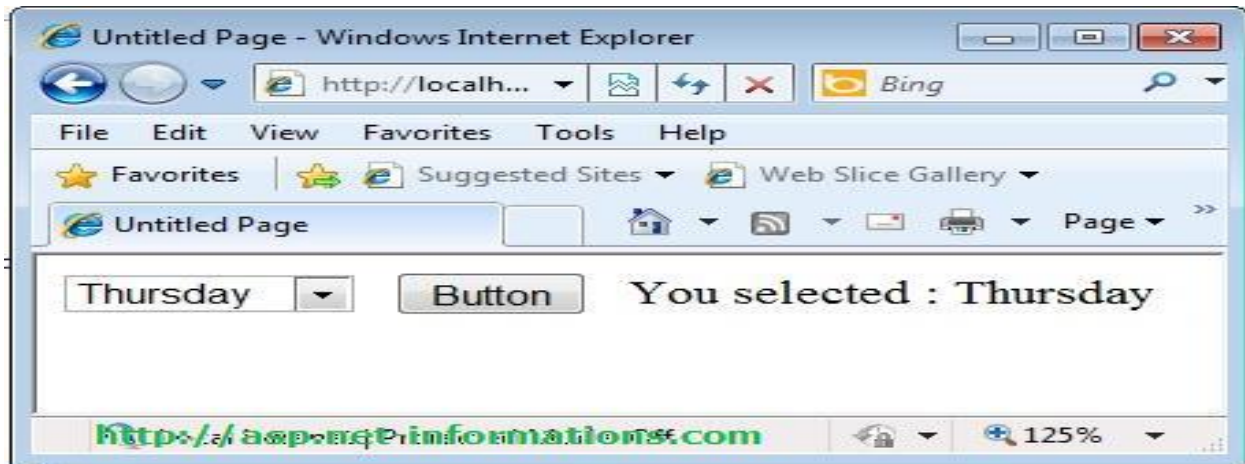 Untitled Page - Windows Internet Explorer
http://localh... Bing
File Edit View Favorites Tools Help
Favorites Suggested Sites Web Slice Gallery
Untitled Page Page »
Thursday Button You selected : Thursday
http://asp.net-informations.com 125%